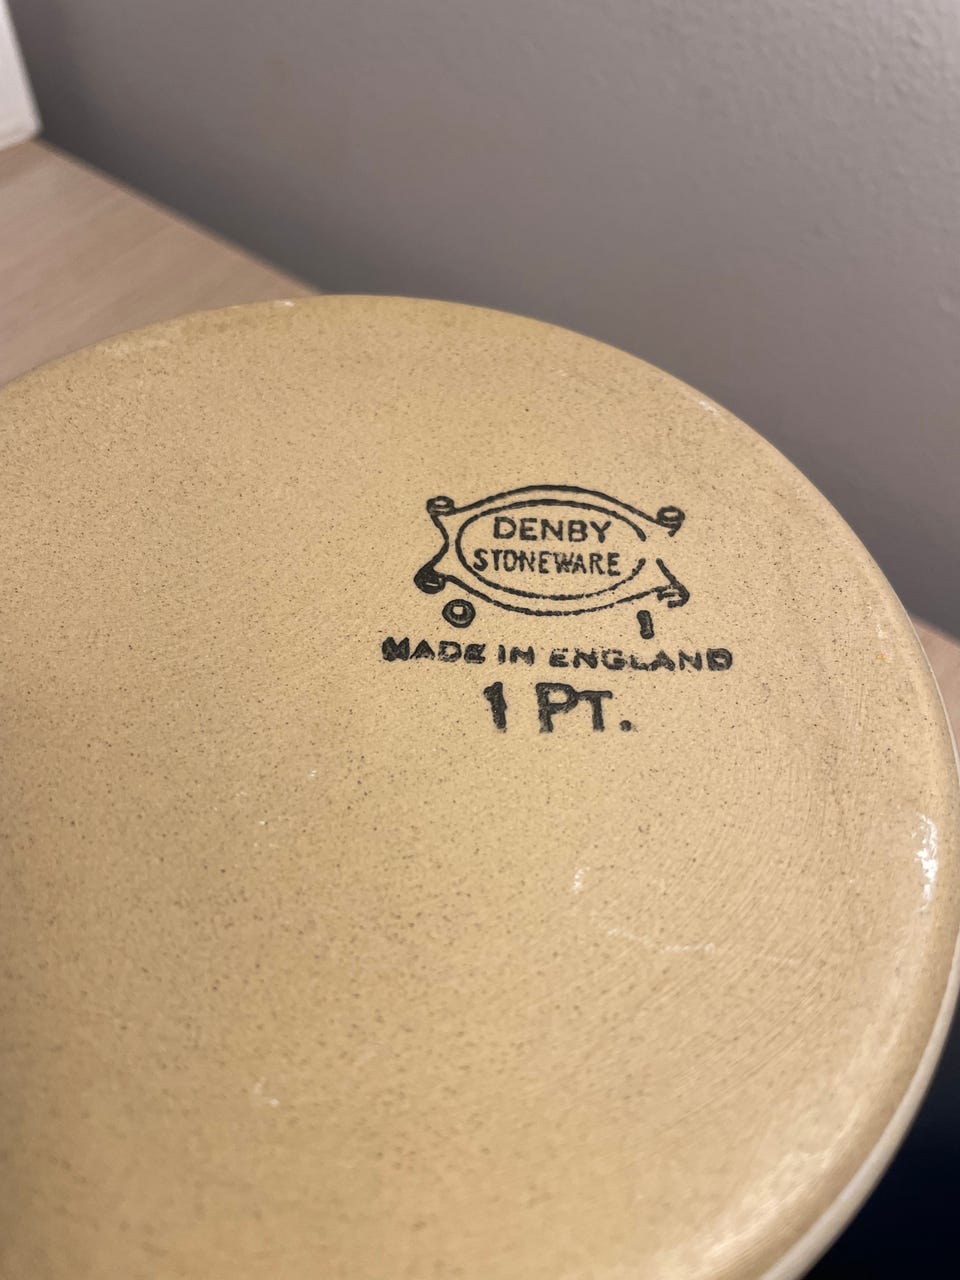 DENBY
STONEWARE
O I
MADE IN ENGLAND
1 PT.